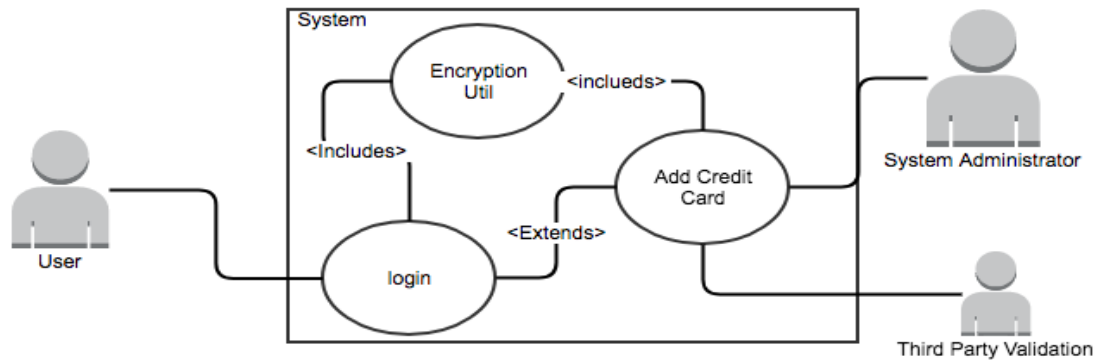 System
Encryption
Util
<inclueds>
<Includes>
System Administrator
Add Credit
Card
<Extends>
User
login
Third Party Validation